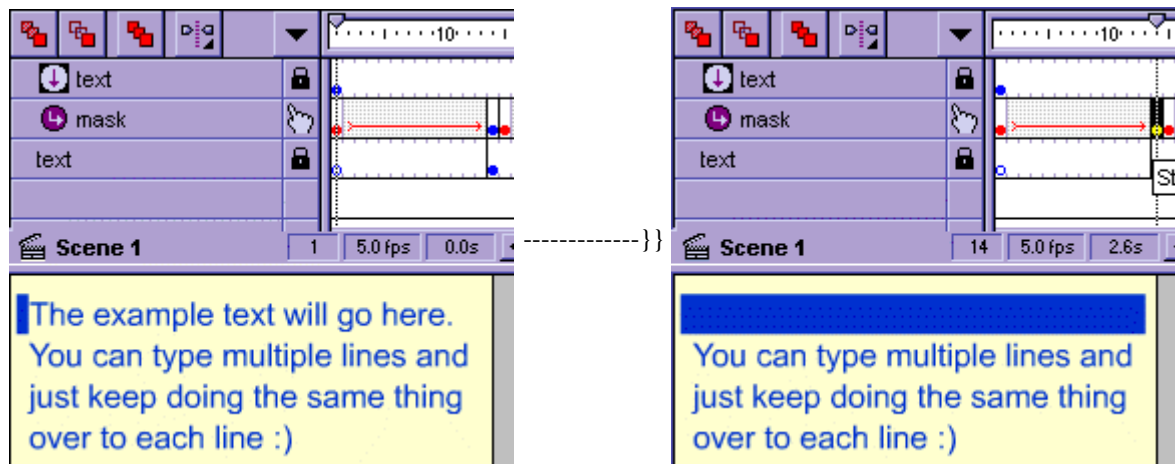 10
text
mask
text
Scene 1
1
5.0 fps
0.0s
The example text will go here.
You can type multiple lines and
just keep doing the same thing
over to each line :)
-------------}}
10
text
mask
text
St
Scene 1
14
5.0 fps
2.6s
You can type multiple lines and
just keep doing the same thing
over to each line :)